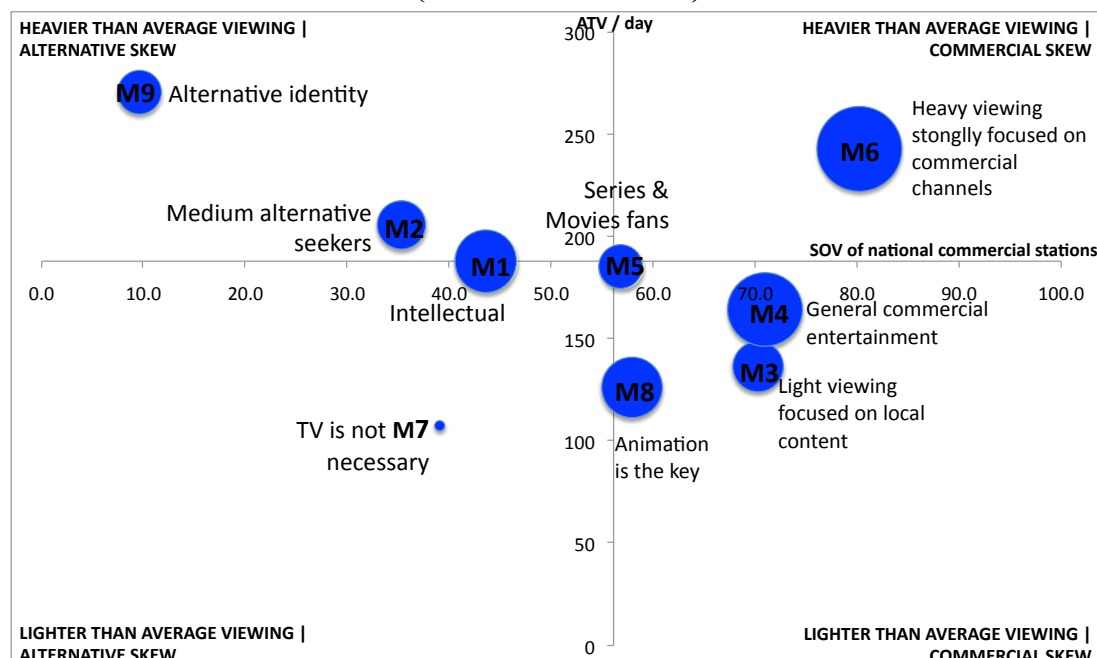 HEAVIER THAN AVERAGE VIEWING |
ALTERNATIVE SKEW
ATV / day
HEAVIER THAN AVERAGE VIEWING |
COMMERCIAL SKEW
300
M9 Alternative identity
Heavy viewing
stonglly focused on
commercial
channels
250
M6
Series &
Movies fans
Medium alternative
seekers
M2
200
SOV of national commercial stations
M1
M5
0.0 10.0 20.0 30.0 40.0 50.0 60.0 70.0 80.0 90.0 100.0
Intellectual
M4
General commercial
entertainment
150
M3
Light viewing
focused on local
content
M8
TV is not M7
necessary
100
Animation
is the key
50
LIGHTER THAN AVERAGE VIEWING |
ALTERNATIVE SKEW
0
LIGHTER THAN AVERAGE VIEWING |
COMMERCIAL SKEW